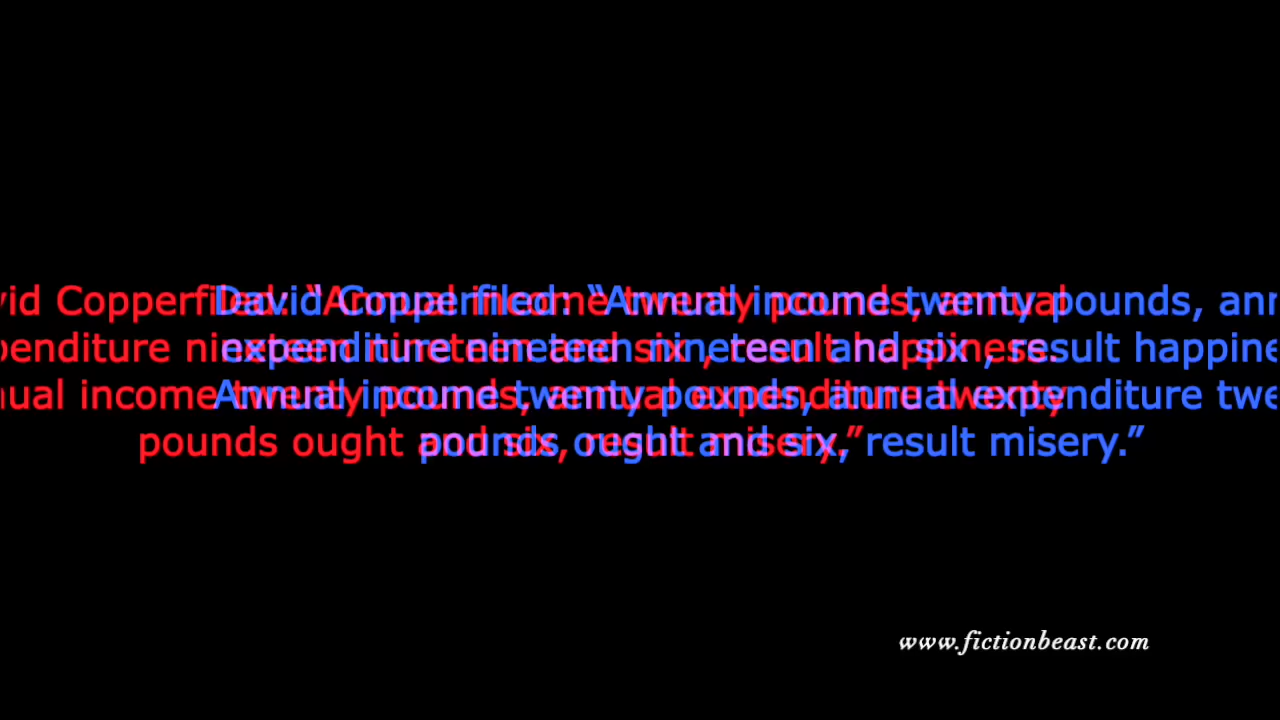 David Copperfiled: “Annual income twenty pounds, annual
expenditure nineteen nineteen and six , result happiness.
Annual income twenty pounds, annual expenditure twenty
pounds ought and six, result misery.”
www.fictionbeast.com